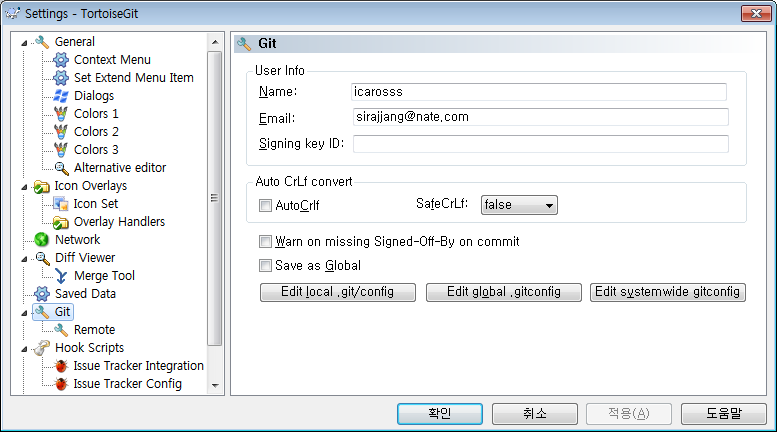 Settings - TortoiseGit
General
Context Menu
Set Extend Menu Item
Dialogs
Colors 1
Colors 2
Colors 3
Alternative editor
Icon Overlays
Icon Set
Overlay Handlers
Network
Diff Viewer
Merge Tool
Saved Data
Git
Remote
Hook Scripts
Issue Tracker Integration
Issue Tracker Config
Git
User Info
Name: icarosss
Email: sirajjang@nate.com
Signing key ID:
Auto CrLf convert
AutoCrlf SafeCrLf: false
Warn on missing Signed-Off-By on commit
Save as Global
Edit local .git/config Edit global .gitconfig Edit systemwide gitconfig
확인 취소 적용(A) 도움말